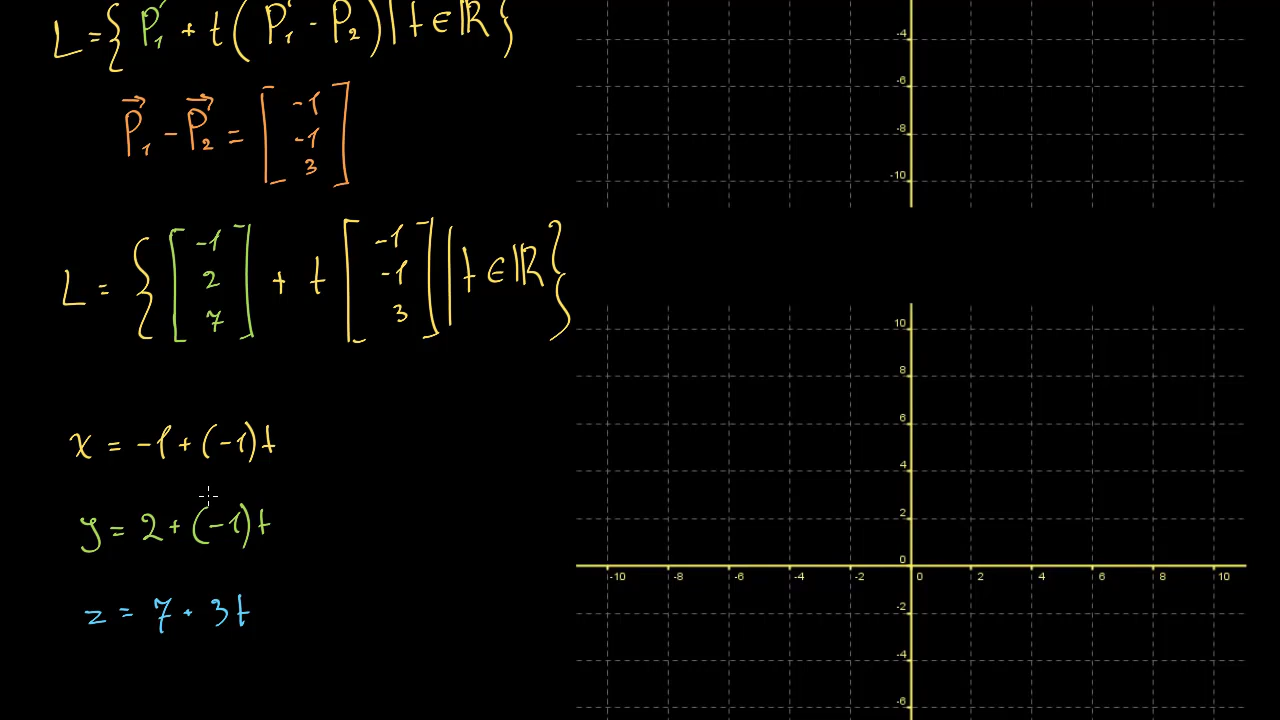 L={P₁ + t(P₁ - P₂) | t ∈ ℝ}
P₁ - P₂ = [-1 -1 3]
L = {[-1 2 7] + t[-1 -1 3] | t ∈ ℝ}
x = -1 + (-1)t
y = 2 + (-1)t
z = 7 + 3t
-4
-6
-8
-10
10
8
6
4
2
0
-10 -8 -6 -4 -2 0 2 4 6 8 10
-2
-4
-6